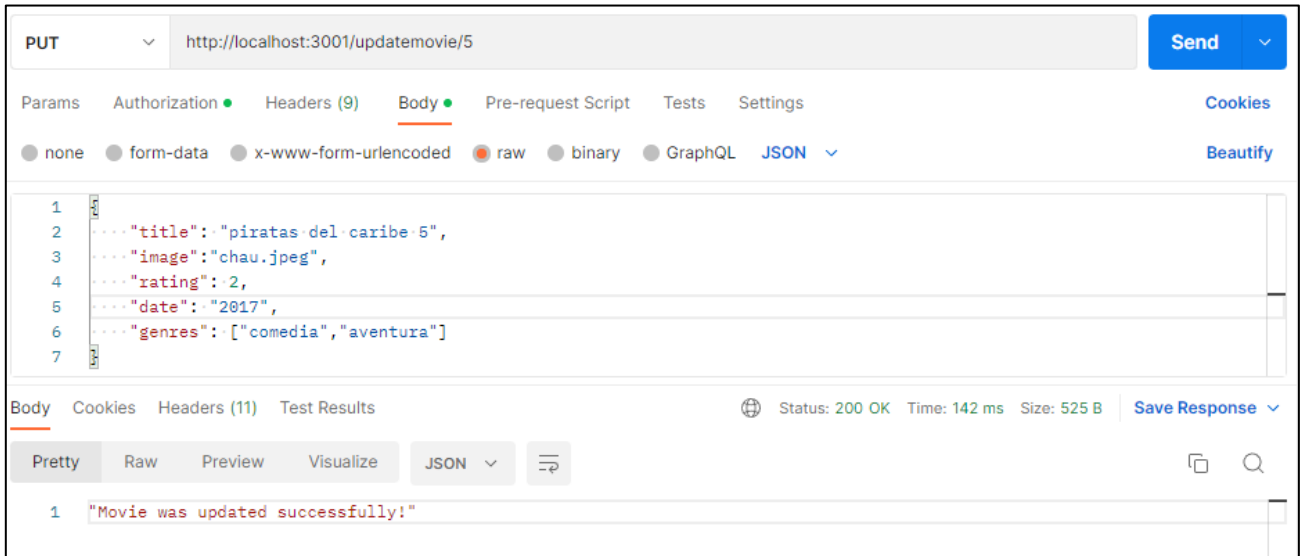 PUT http://localhost:3001/updatemovie/5 Send
Params Authorization Headers (9) Body Pre-request Script Tests Settings Cookies
none form-data x-www-form-urlencoded raw binary GraphQL JSON Beautify
1 {
2 "title": "piratas del caribe 5",
3 "image":"chau.jpeg",
4 "rating": 2,
5 "date": "2017",
6 "genres": ["comedia","aventura"]
7 }
Body Cookies Headers (11) Test Results Status: 200 OK Time: 142 ms Size: 525 B Save Response
Pretty Raw Preview Visualize JSON
1 "Movie was updated successfully!"